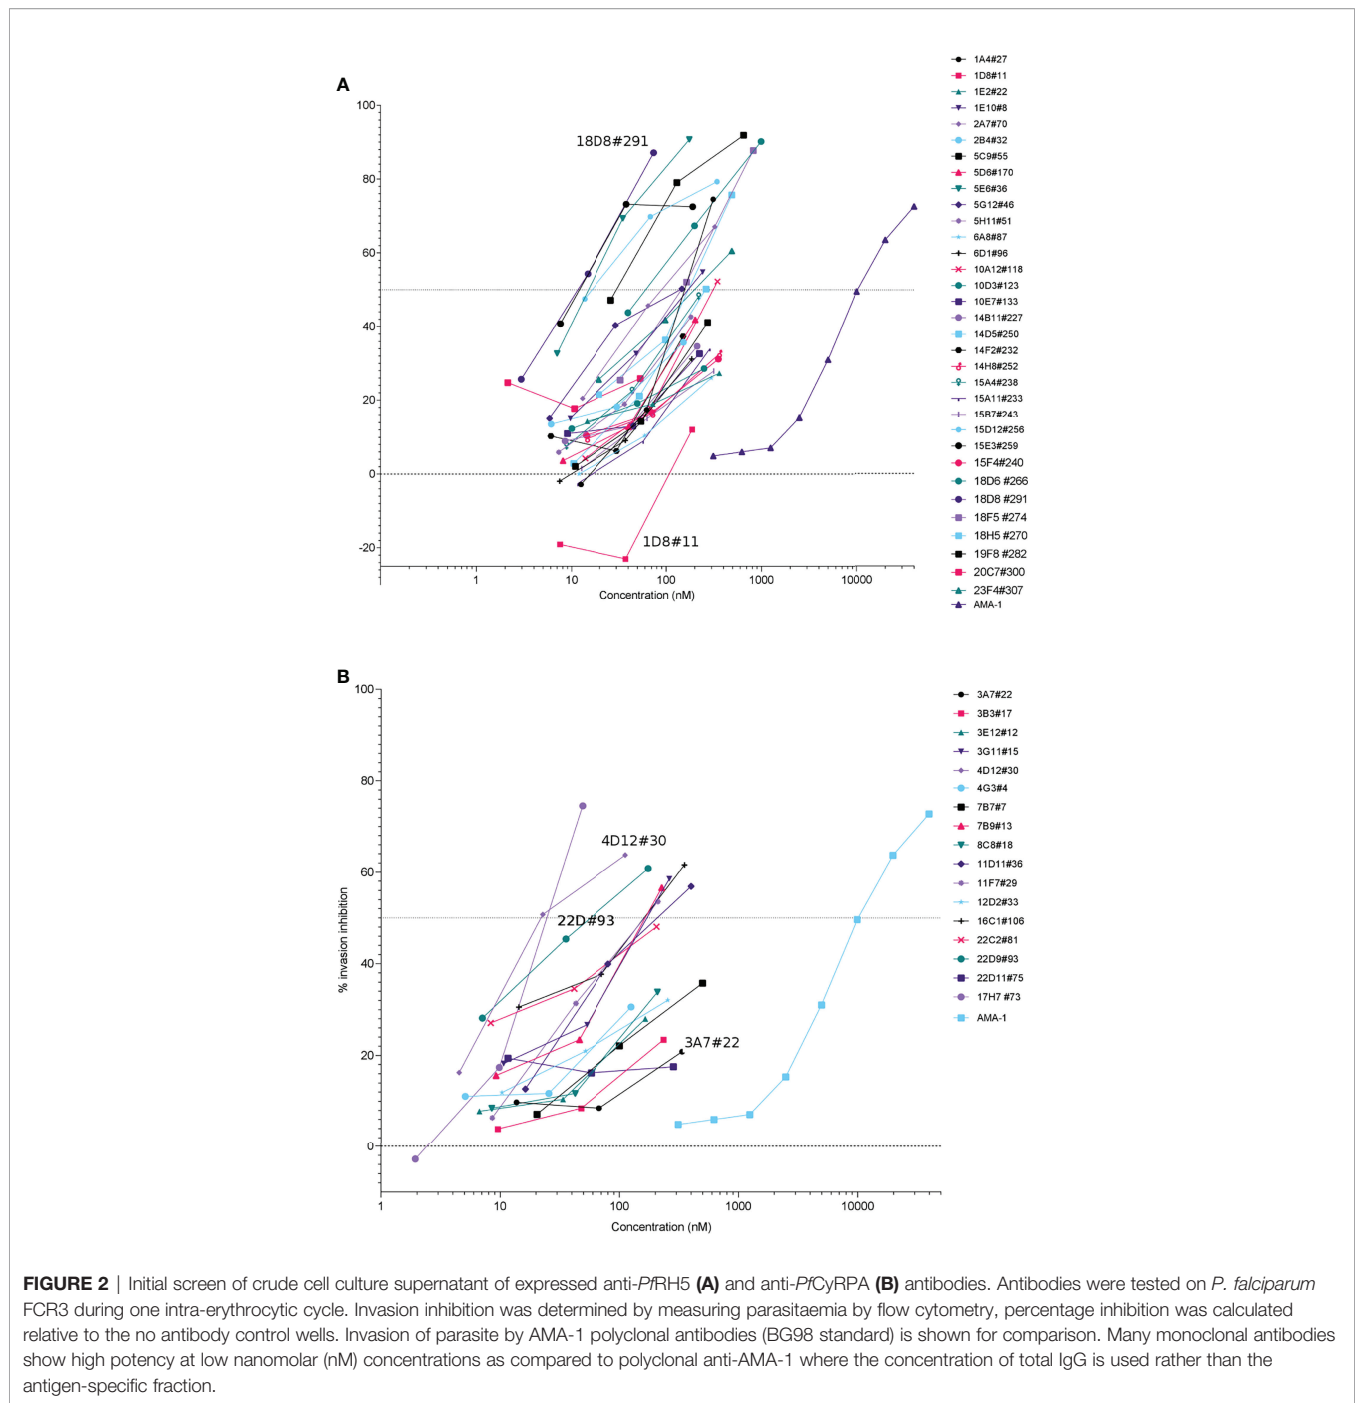 A
100
80
60
40
20
0
-20
18D8#291
1D8#11
1
10
100
1000
10000
Concentration (nM)
1A4#27
1D8#11
1E2#22
1E10#8
2A7#70
2B4#32
5C9#55
5D6#170
5E6#36
5G12#46
5H11#51
6A8#87
6D1#96
10A12#118
10D3#123
10E7#133
14B11#227
14D5#250
14F2#232
14H8#252
15A4#238
15A11#233
15B7#243
15D12#256
15E3#259
15F4#240
18D6 #266
18D8 #291
18F5 #274
18H5 #270
19F8 #282
20C7#300
23F4#307
AMA-1
B
100
80
60
40
20
0
% invasion inhibition
4D12#30
22D#93
3A7#22
1
10
100
1000
10000
Concentration (nM)
3A7#22
3B3#17
3E12#12
3G11#15
4D12#30
4G3#4
7B7#7
7B9#13
8C8#18
11D11#36
11F7#29
12D2#33
16C1#106
22C2#81
22D9#93
22D11#75
17H7 #73
AMA-1
FIGURE 2 | Initial screen of crude cell culture supernatant of expressed anti-PfRH5 (A) and anti-PfCyRPA (B) antibodies. Antibodies were tested on P. falciparum
FCR3 during one intra-erythrocytic cycle. Invasion inhibition was determined by measuring parasitaemia by flow cytometry, percentage inhibition was calculated
relative to the no antibody control wells. Invasion of parasite by AMA-1 polyclonal antibodies (BG98 standard) is shown for comparison. Many monoclonal antibodies
show high potency at low nanomolar (nM) concentrations as compared to polyclonal anti-AMA-1 where the concentration of total IgG is used rather than the
antigen-specific fraction.